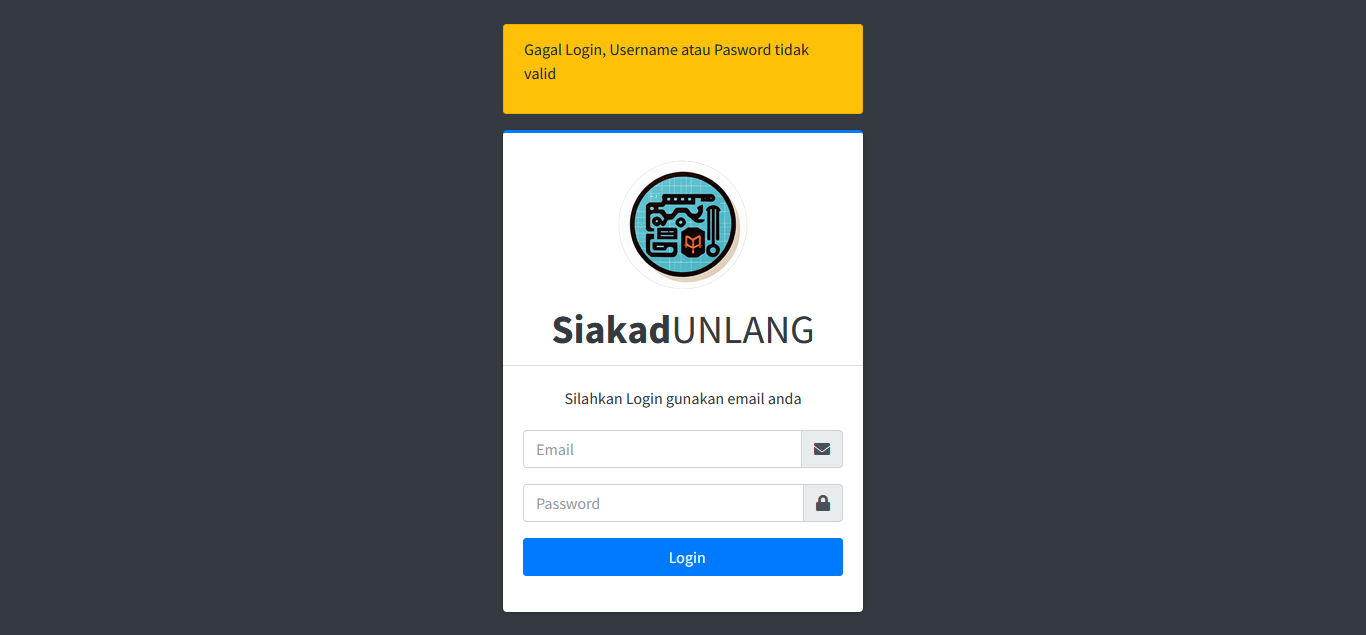 Gagal Login, Username atau Pasword tidak
valid
SiakadUNLANG
Silahkan Login gunakan email anda
Email
Password
Login